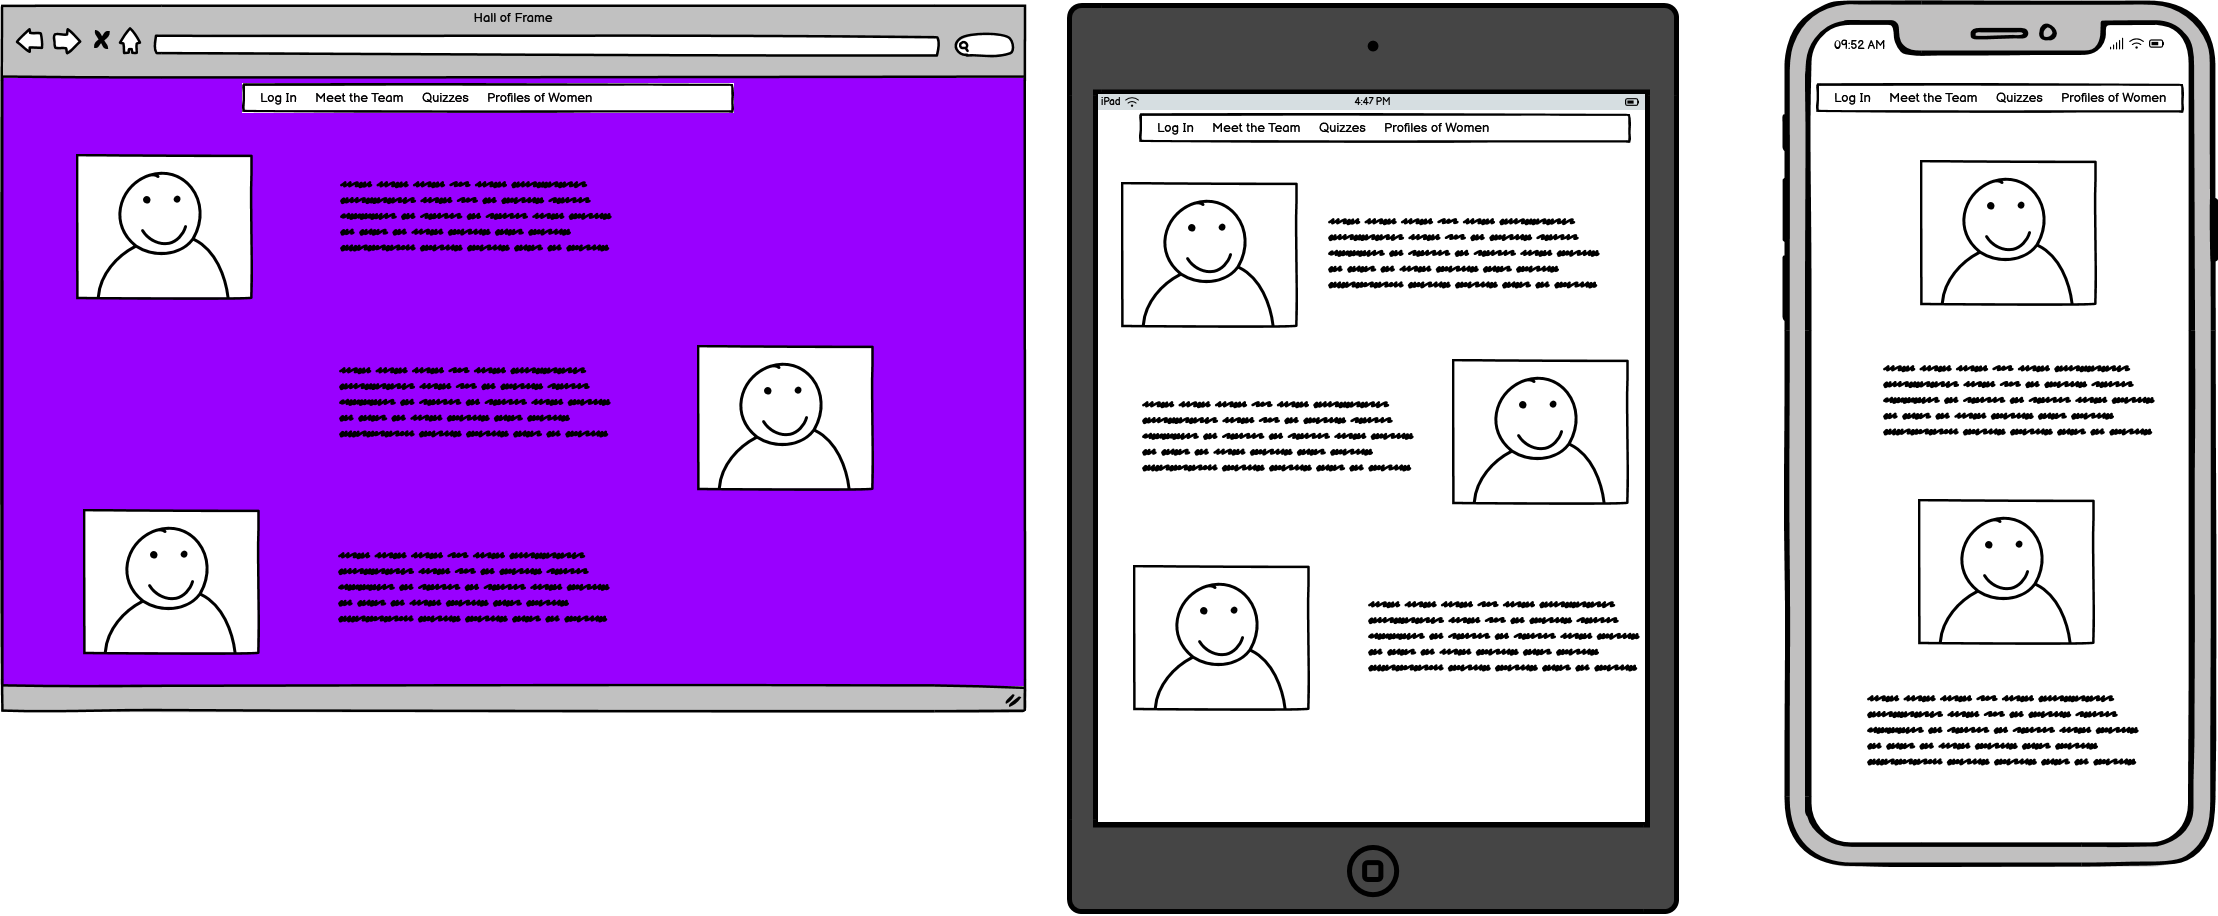 Hall of Frame
Log In Meet the Team Quizzes Profiles of Women
iPad 4:47 PM
Log In Meet the Team Quizzes Profiles of Women
09:52 AM
Log In Meet the Team Quizzes Profiles of Women